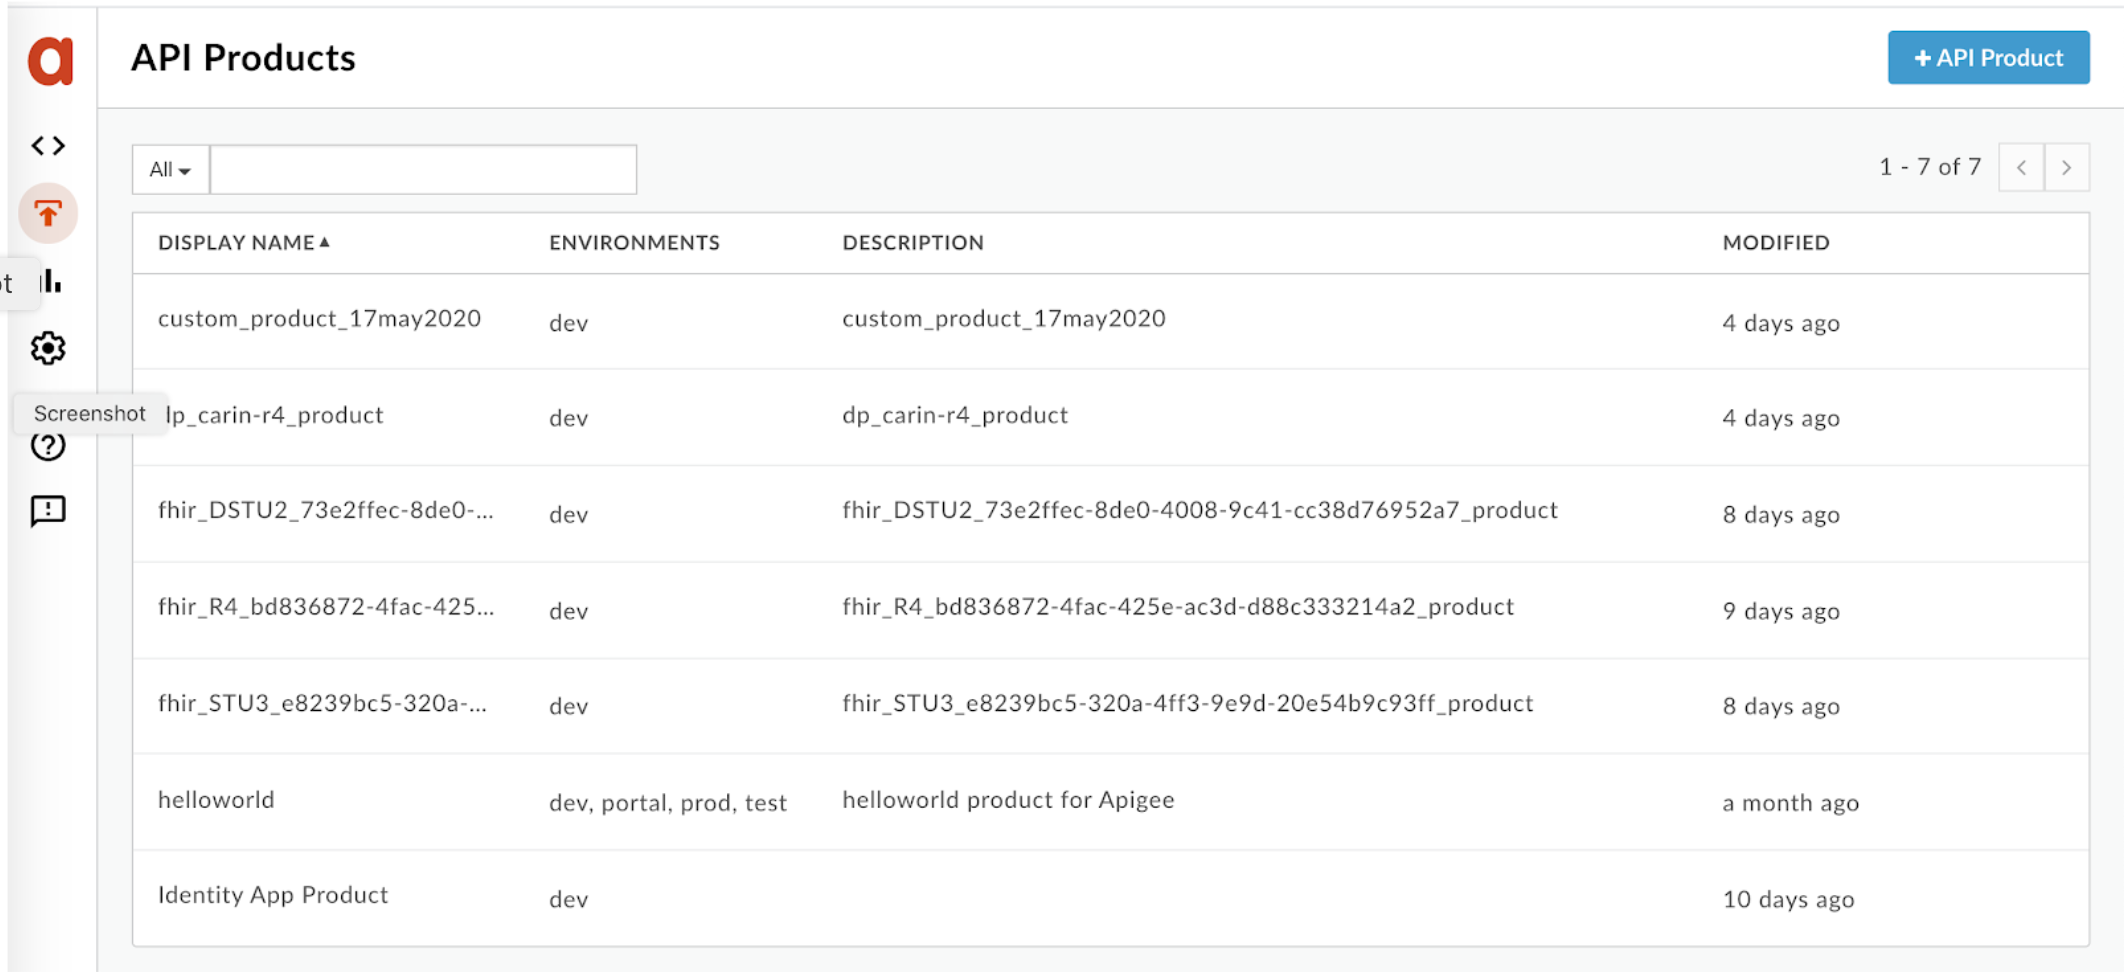 API Products
+ API Product
All
1 - 7 of 7
DISPLAY NAME ENVIRONMENTS DESCRIPTION MODIFIED
custom_product_17may2020 dev custom_product_17may2020 4 days ago
Screenshot
lp_carin-r4_product dev dp_carin-r4_product 4 days ago
fhir_DSTU2_73e2ffec-8de0-... dev fhir_DSTU2_73e2ffec-8de0-4008-9c41-cc38d76952a7_product 8 days ago
fhir_R4_bd836872-4fac-425... dev fhir_R4_bd836872-4fac-425e-ac3d-d88c333214a2_product 9 days ago
fhir_STU3_e8239bc5-320a-... dev fhir_STU3_e8239bc5-320a-4ff3-9e9d-20e54b9c93ff_product 8 days ago
helloworld dev, portal, prod, test helloworld product for Apigee a month ago
Identity App Product dev 10 days ago